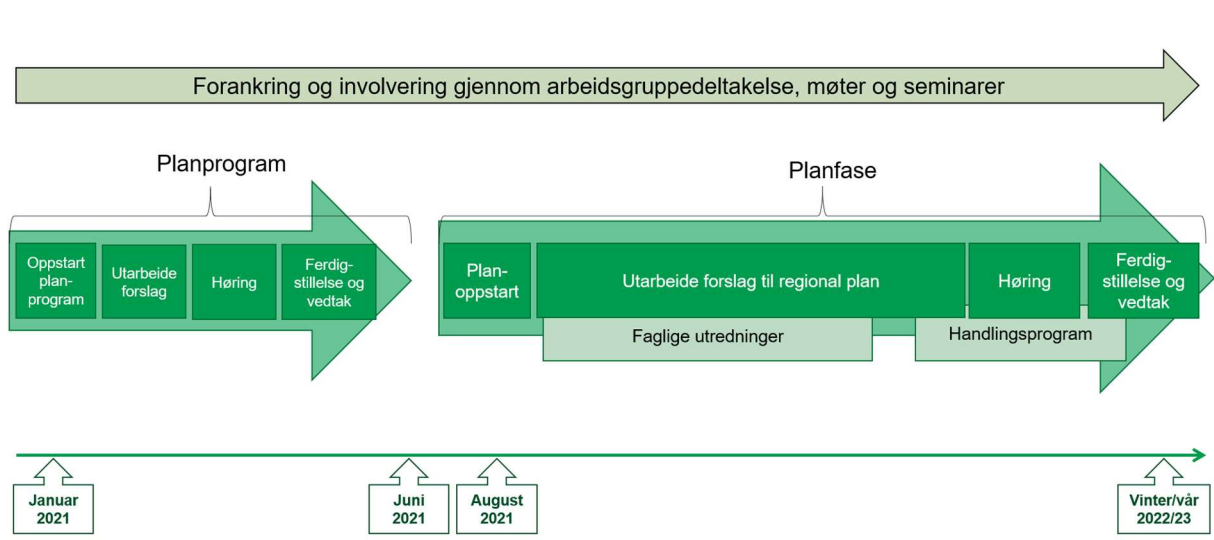 Forankring og involvering gjennom arbeidsgruppedeltakelse, møter og seminarer
Planprogram
Planfase
Oppstart
plan-
program
Utarbeide
forslag
Høring
Ferdig-
stillelse og
vedtak
Plan-
oppstart
Utarbeide forslag til regional plan
Høring
Ferdig-
stillelse og
vedtak
Faglige utredninger
Handlingsprogram
Januar
2021
Juni
2021
August
2021
Vinter/vår
2022/23